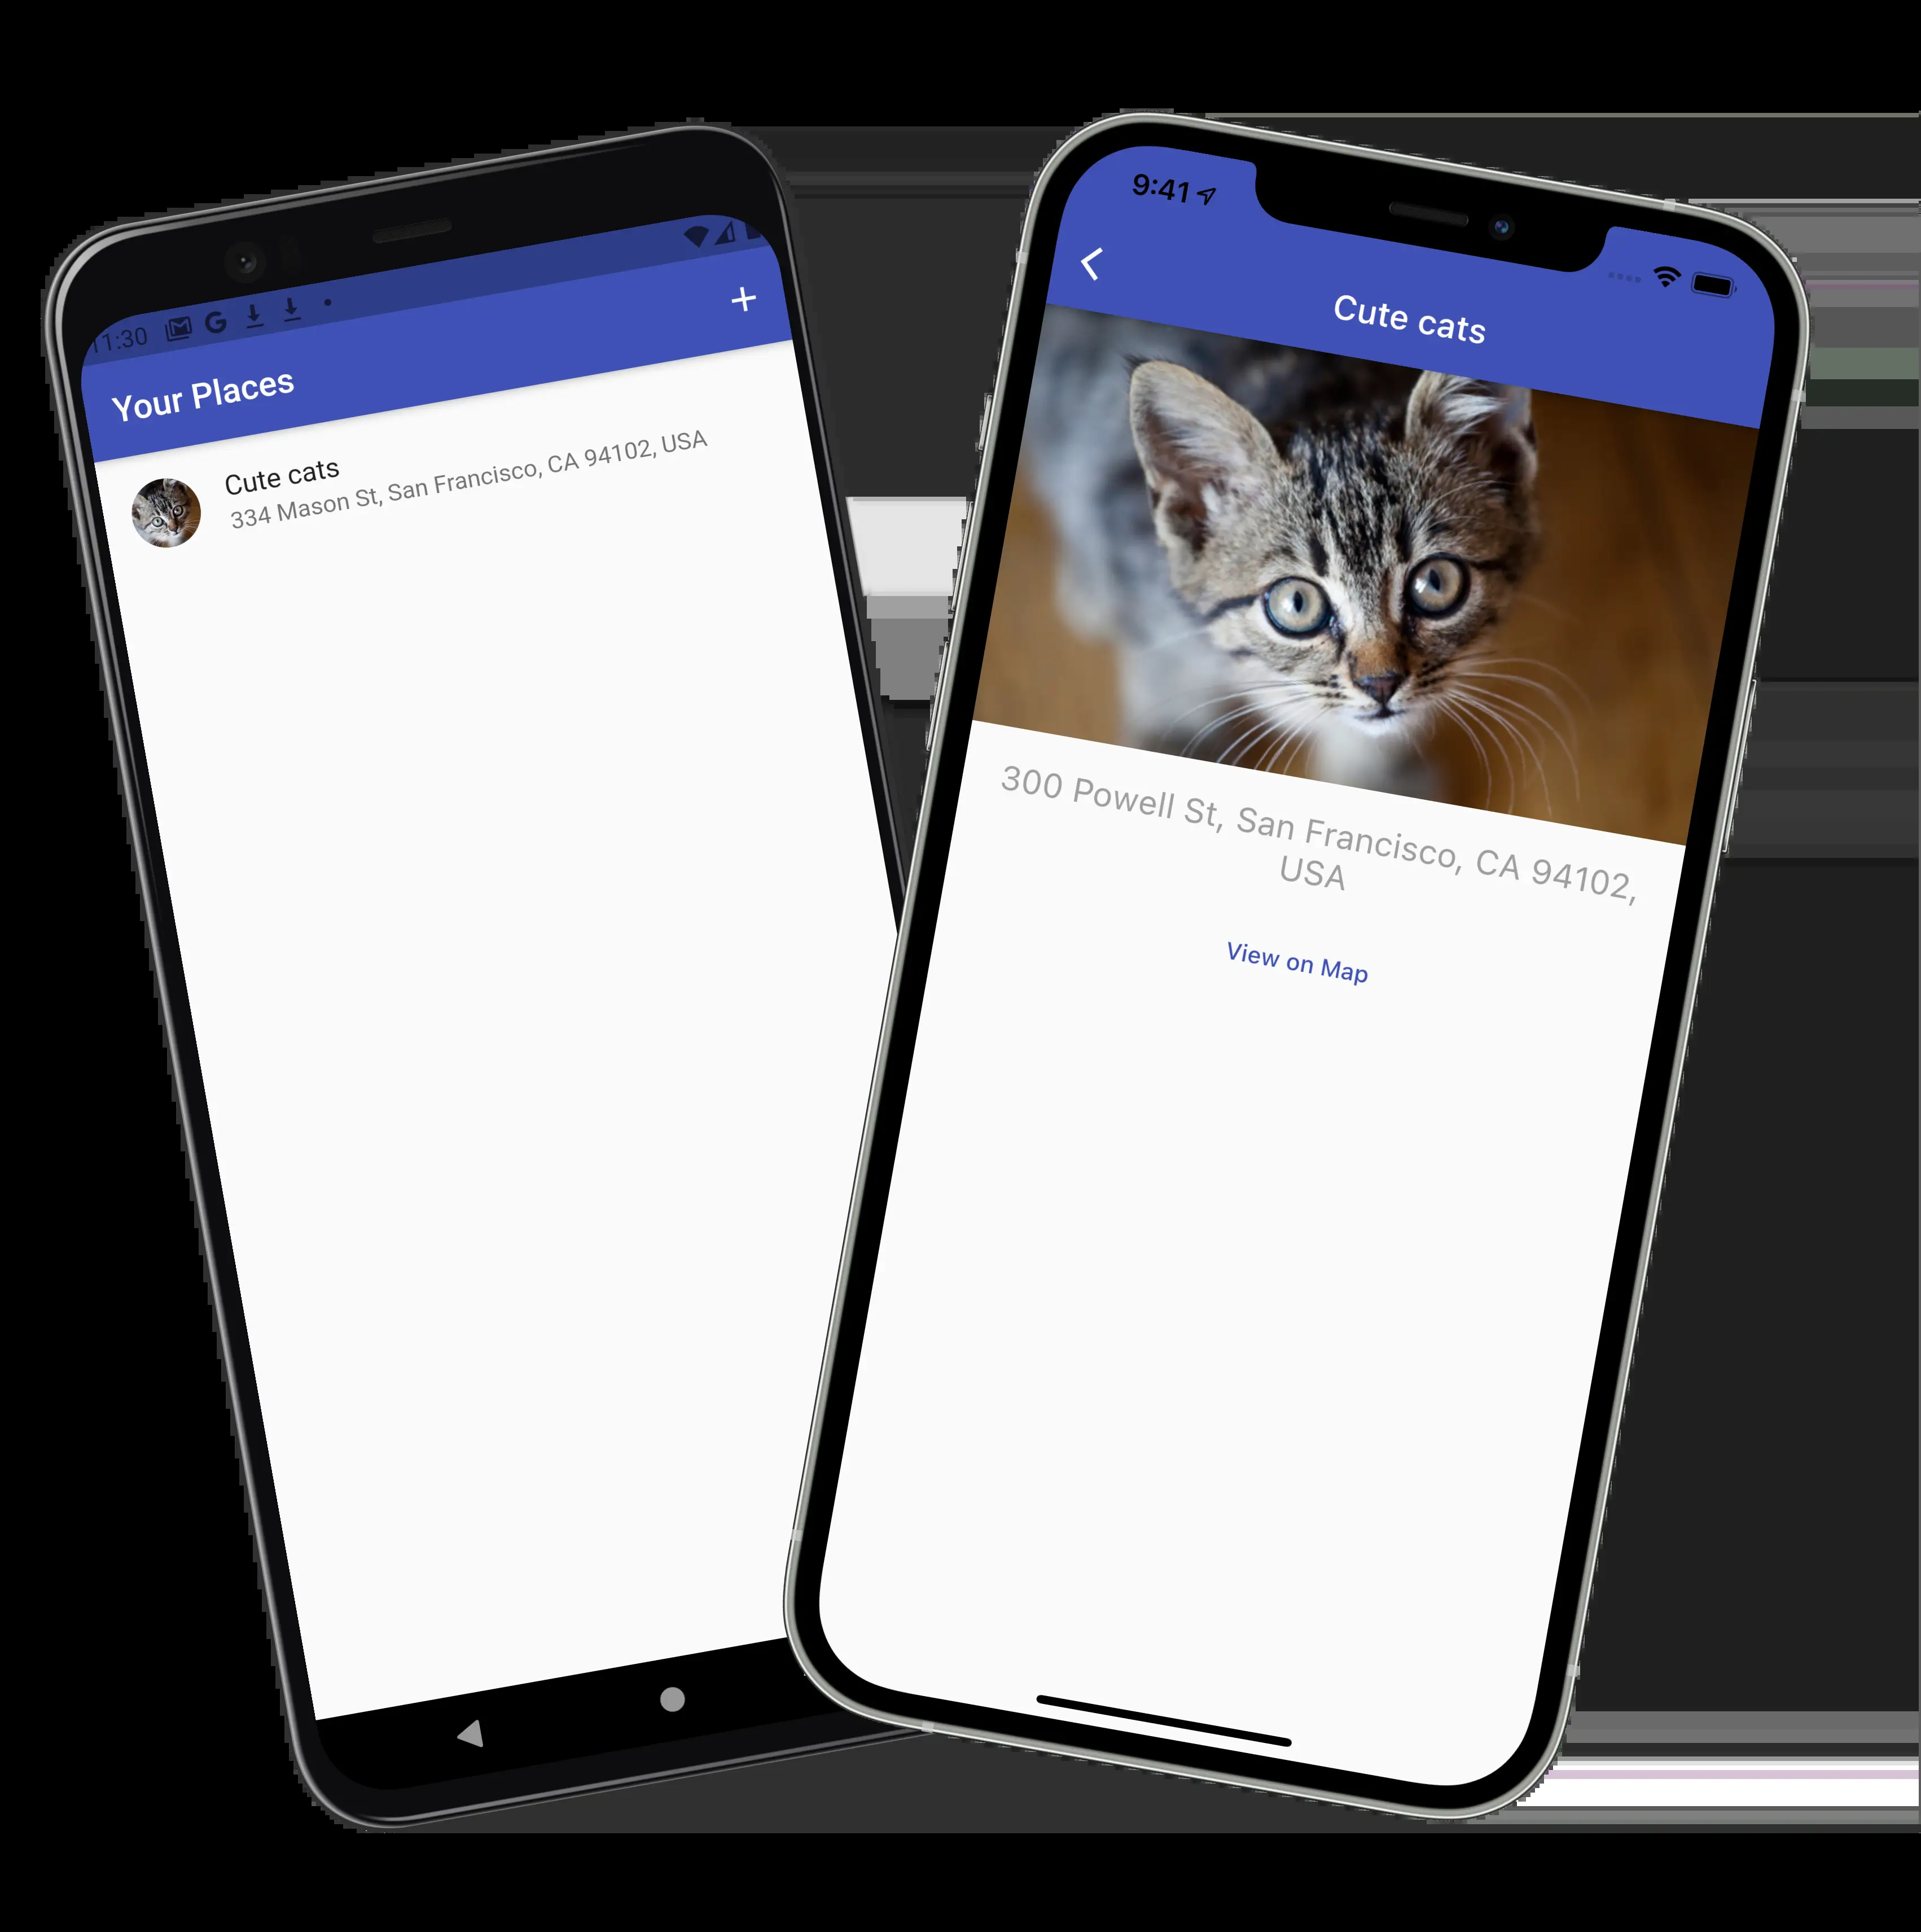 11:30
Your Places
Cute cats
334 Mason St, San Francisco, CA 94102, USA
9:41
Cute cats
300 Powell St, San Francisco, CA 94102,
USA
View on Map